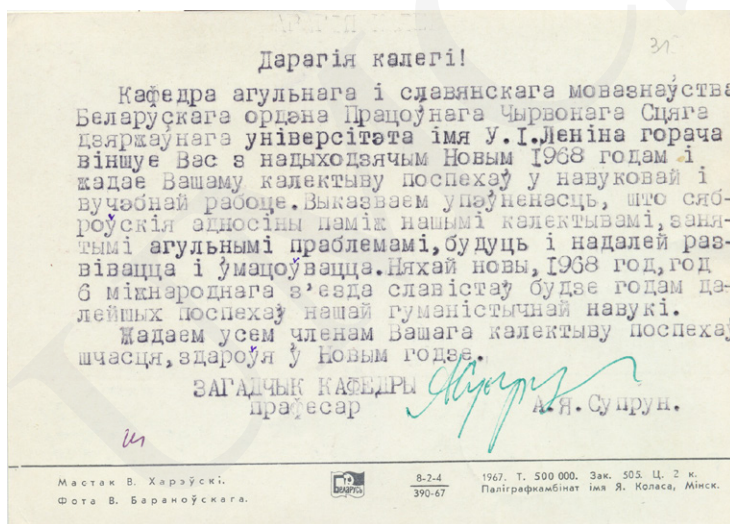 31
Дарагія калегі!
Кафедра агульнага і славянскага мовазнаўства
Беларускага ордэна Працоўнага Чырвонага Сцяга
дзяржаўнага універсітэта імя У.І.Леніна горача
віншуе Вас з надыходзячым Новым 1968 годам і
жадае Вашаму калектыву поспехаў у навуковай і
вучэбнай рабоце.Выказваем упэўненасць, што сяб-
роўскія адносіны паміж нашымі калектывамі,заня-
тымі агульнымі праблемамі,будуць і надалей раз-
вівацца і ўмацоўвацца.Няхай новы,1968 год,год
6 міжнароднага з'езда славістаў будзе годам да-
лейшых поспехаў нашай гуманістычнай навукі.
Жадаем усем членам Вашага калектыву поспехаў
шчасця,здароўя ў Новым годзе.
ЗАГАДЧЫК КАФЕДРЫ
прафесар А.Я.Супрун.
Мастак В. Харэўскі.
Фота В. Бараноўскага.
БЕЛАРУСЬ
8-2-4
390-67
1967. Т. 500 000. Зак. 505. Ц. 2 к.
Паліграфкамбінат імя Я. Коласа, Мінск.